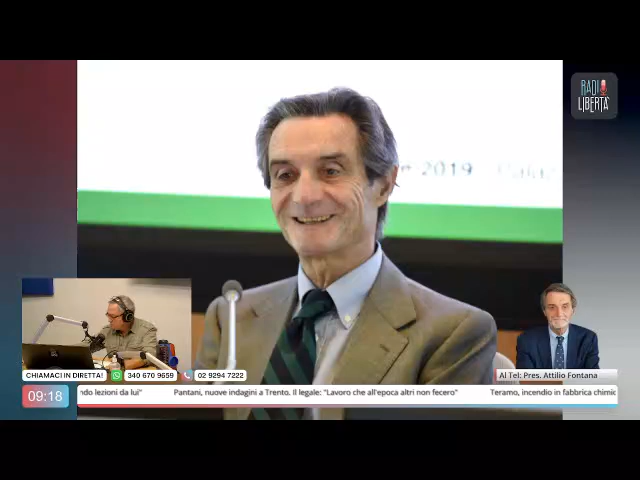 RADIO
LIBERTÀ
2019
CHIAMACI IN DIRETTA!
340 670 9659
02 9294 7222
Al Tel: Pres. Attilio Fontana
09:18
ndo lezioni da lui"
Pantani, nuove indagini a Trento. Il legale: "Lavoro che all'epoca altri non fecero"
Teramo, incendio in fabbrica chimic